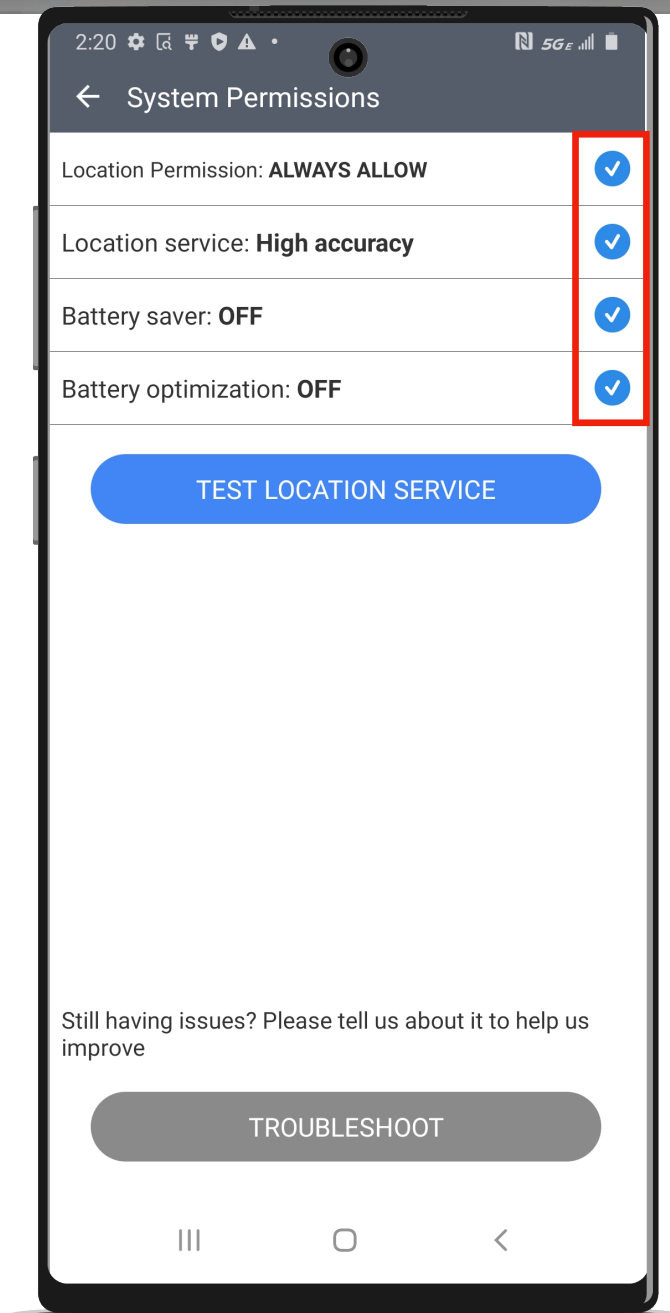 2:20 5G E
System Permissions
Location Permission: ALWAYS ALLOW
Location service: High accuracy
Battery saver: OFF
Battery optimization: OFF
TEST LOCATION SERVICE
Still having issues? Please tell us about it to help us
improve
TROUBLESHOOT